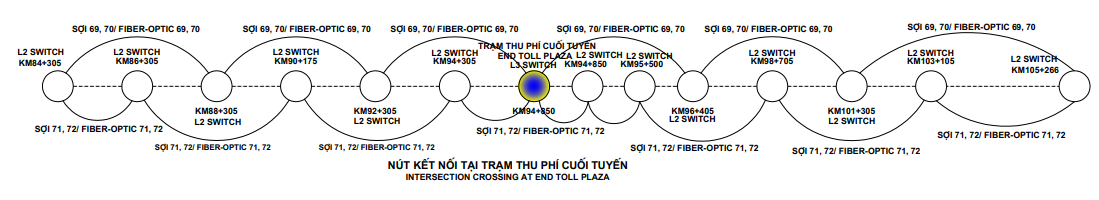 SỢI 69, 70/ FIBER-OPTIC 69, 70
SỢI 69, 70/ FIBER-OPTIC 69, 70
SỢI 69, 70/ FIBER-OPTIC 69, 70
SỢI 69, 70/ FIBER-OPTIC 69, 70
SỢI 69, 70/ FIBER-OPTIC 69, 70
SỢI 69, 70/ FIBER-OPTIC 69, 70
L2 SWITCH
KM84+305
L2 SWITCH
KM86+305
L2 SWITCH
KM90+175
L2 SWITCH
KM94+305
TRẠM THU PHÍ CUỐI TUYẾN
END TOLL PLAZA
L3 SWITCH
L2 SWITCH
KM94+850
L2 SWITCH
KM95+500
L2 SWITCH
KM98+705
L2 SWITCH
KM103+105
L2 SWITCH
KM105+266
KM88+305
L2 SWITCH
KM92+305
L2 SWITCH
KM94+850
KM96+405
L2 SWITCH
KM101+305
L2 SWITCH
SỢI 71, 72/ FIBER-OPTIC 71, 72
SỢI 71, 72/ FIBER-OPTIC 71, 72
SỢI 71, 72/ FIBER-OPTIC 71, 72
SỢI 71, 72/ FIBER-OPTIC 71, 72
SỢI 71, 72/ FIBER-OPTIC 71, 72
SỢI 71, 72/ FIBER-OPTIC 71, 72
SỢI 71, 72/ FIBER-OPTIC 71, 72
NÚT KẾT NỐI TẠI TRẠM THU PHÍ CUỐI TUYẾN
INTERSECTION CROSSING AT END TOLL PLAZA